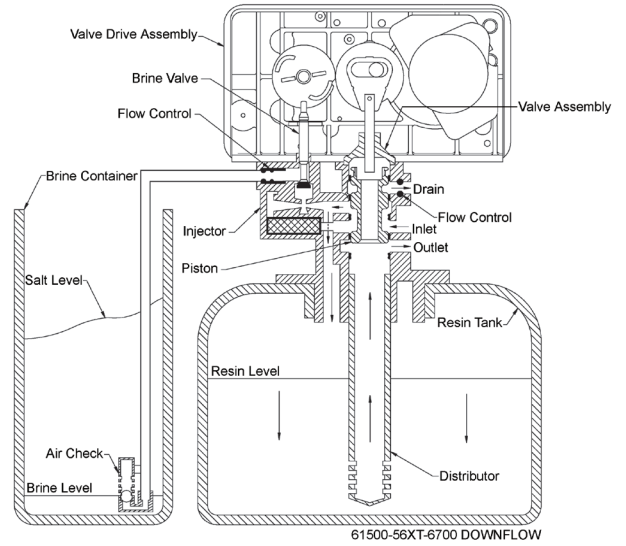 Valve Drive Assembly
Brine Valve
Flow Control
Valve Assembly
Brine Container
Drain
Flow Control
Injector
Inlet
Outlet
Piston
Salt Level
Resin Tank
Resin Level
Air Check
Distributor
Brine Level
61500-56XT-6700 DOWNFLOW